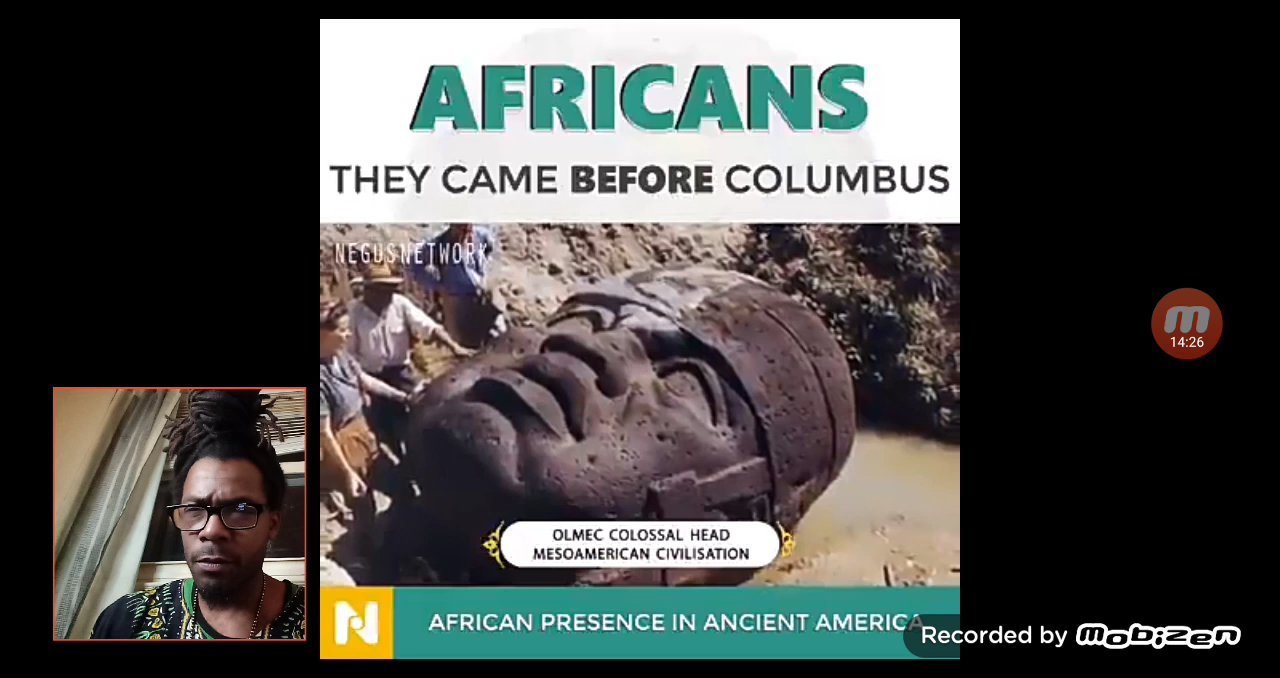 AFRICANS
THEY CAME BEFORE COLUMBUS
NEGUSNETWORK
OLMEC COLOSSAL HEAD
MESOAMERICAN CIVILISATION
N
AFRICAN PRESENCE IN ANCIENT AMERICA
14:26
Recorded by MOBIZEN